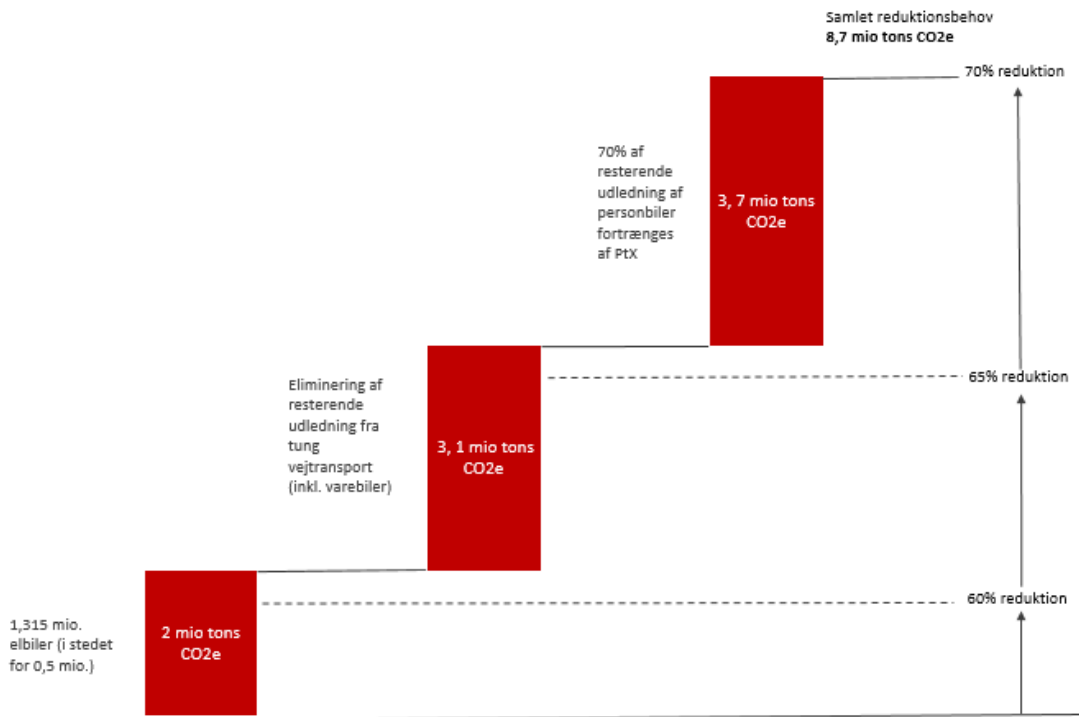 Samlet reduktionsbehov
8,7 mio tons CO2e
70% reduktion
70% af
resterende
udledning af
personbiler
fortrænges
af PtX
3, 7 mio tons
CO2e
65% reduktion
Eliminering af
resterende
udledning fra
tung
vejtransport
(inkl. varebiler)
3, 1 mio tons
CO2e
60% reduktion
1,315 mio.
elbiler (i stedet
for 0,5 mio.)
2 mio tons
CO2e